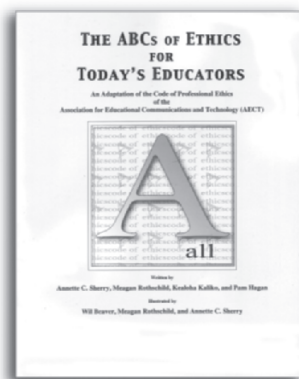 THE ABCS OF ETHICS
FOR
TODAY'S EDUCATORS
An Adaptation of the Code of Professional Ethics
of the
Association for Educational Communications and Technology (AECT)
A
all
Written by
Annette C. Sherry, Meagan Rothschild, Kealoha Kaliko, and Pam Hagan
Illustrated by
Wil Beaver, Meagan Rothschild, and Annette C. Sherry